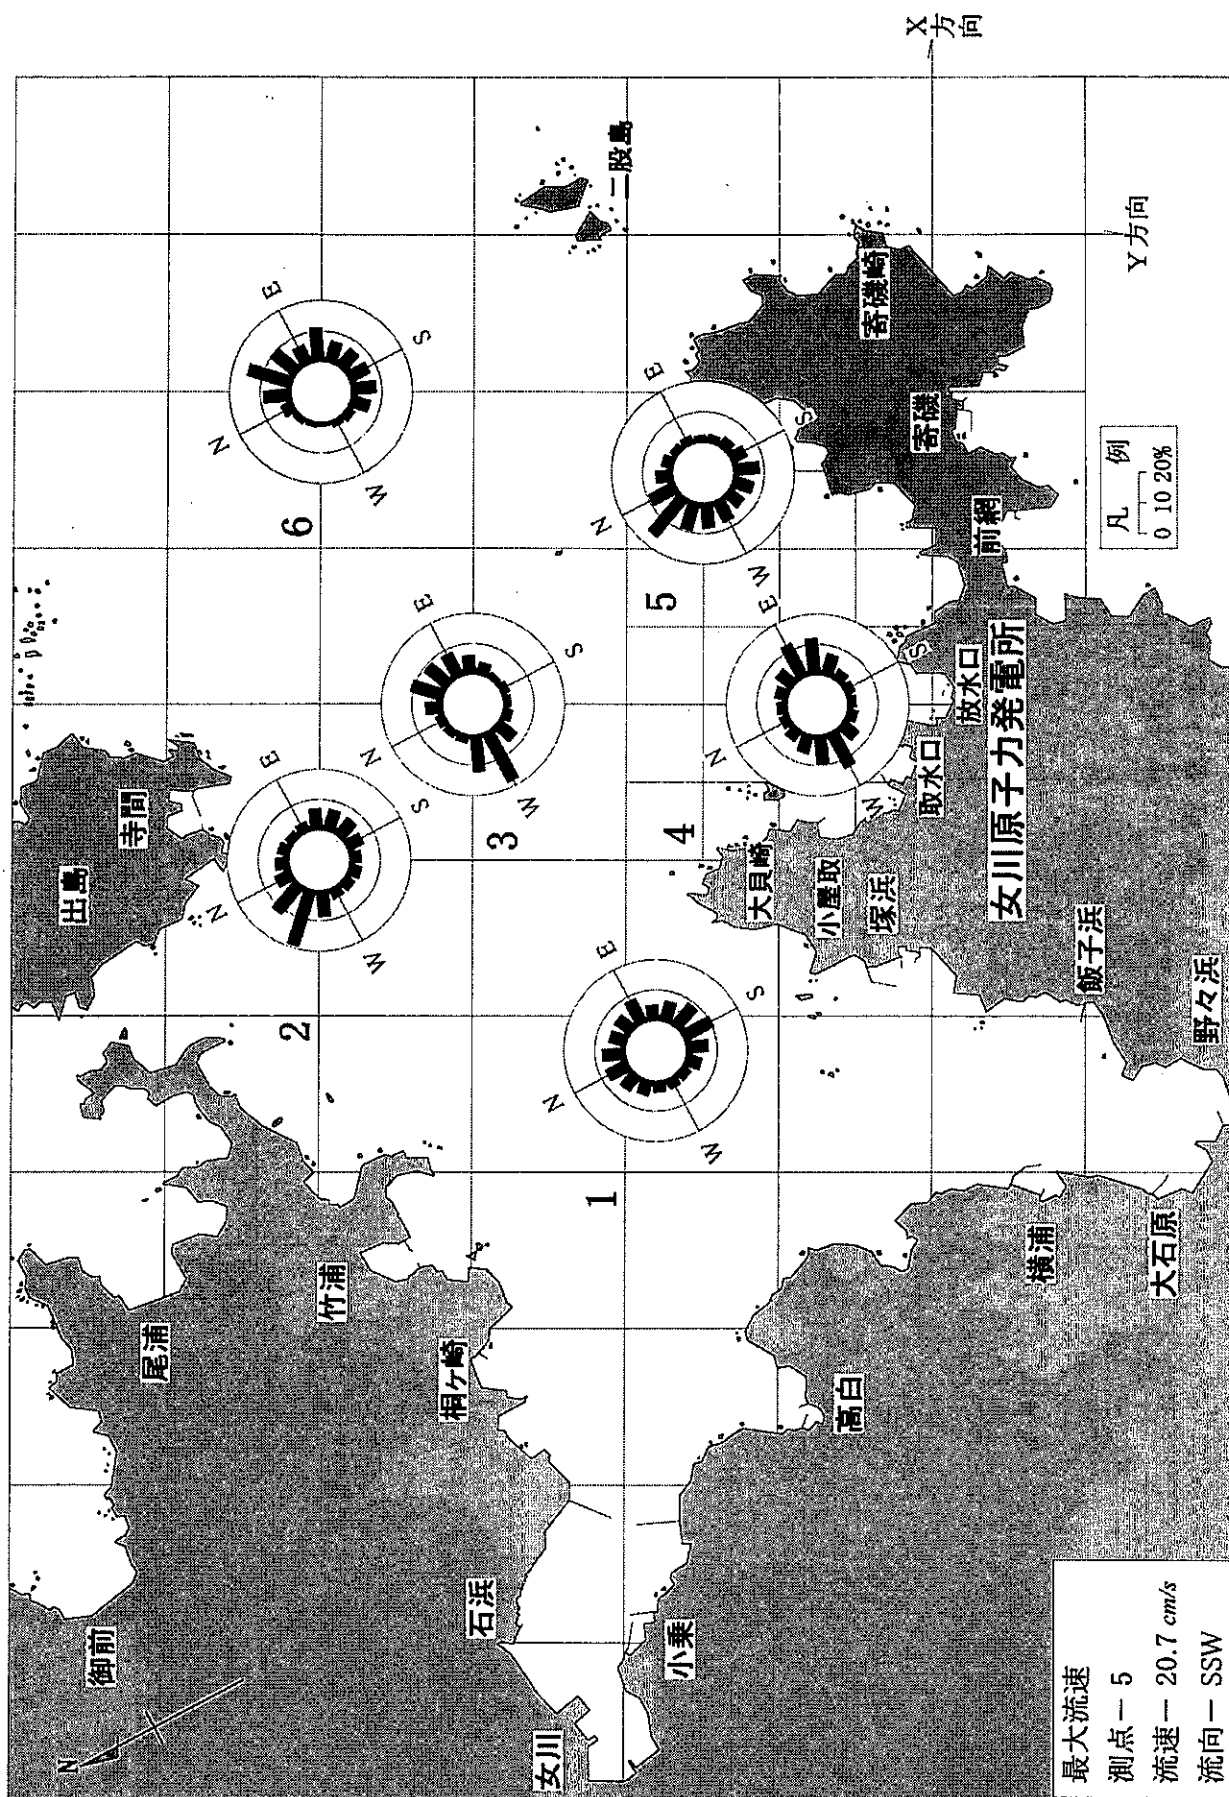 X方向
Y方向
N
御前
尾浦
竹浦
桐ケ崎
石浜
女川
小乗
高白
横浦
大石原
野々浜
飯子浜
塚浜
小屋取
大貝崎
出島
寺間
二股島
寄磯崎
寄磯
前網
女川原子力発電所
取水口
放水口
1
N
E
S
W
2
N
E
S
W
3
N
E
S
W
4
N
E
S
W
5
N
E
S
W
6
N
E
S
W
凡 例
0 10 20%
最大流速
測点－5
流速－20.7 cm/s
流向－SSW